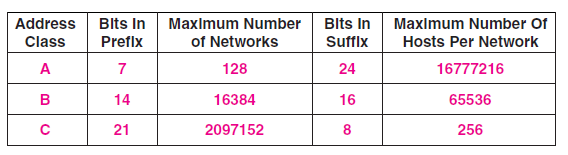 Address Bits In Maximum Number Bits In Maximum Number Of
Class Prefix of Networks Suffix Hosts Per Network
A 7 128 24 16777216
B 14 16384 16 65536
C 21 2097152 8 256